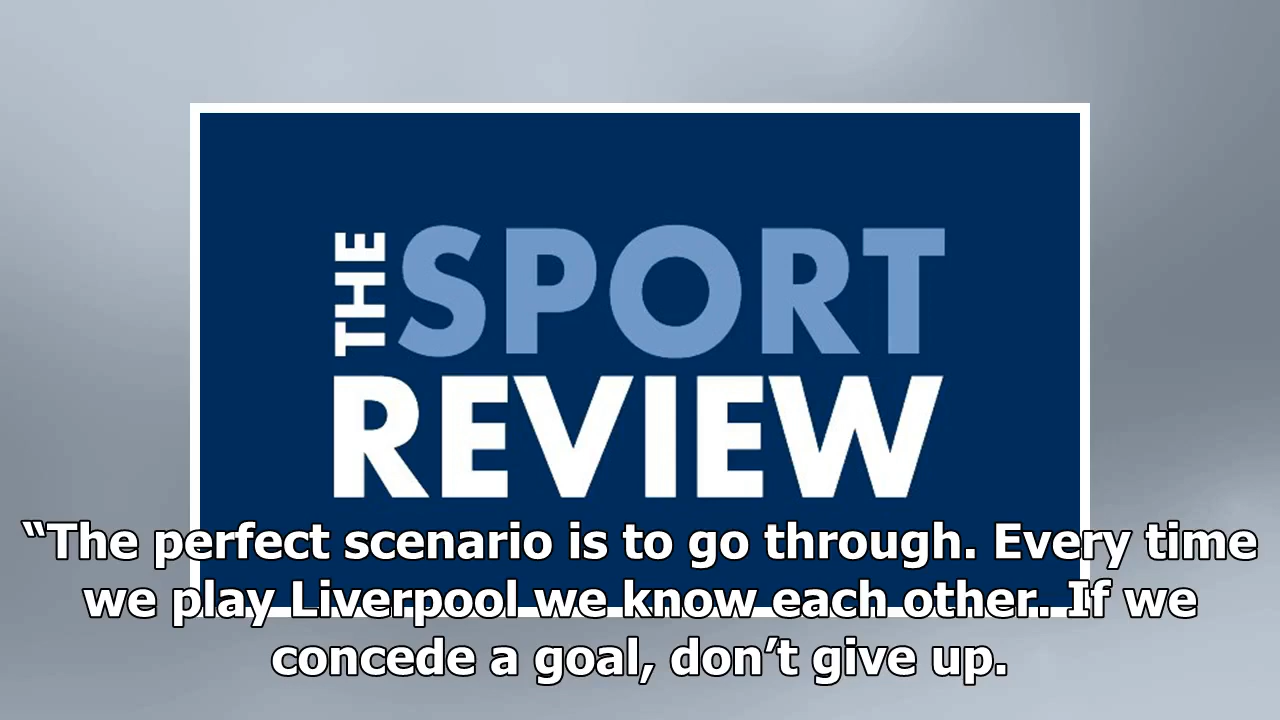 THE SPORT
REVIEW
“The perfect scenario is to go through. Every time
we play Liverpool we know each other. If we
concede a goal, don’t give up.